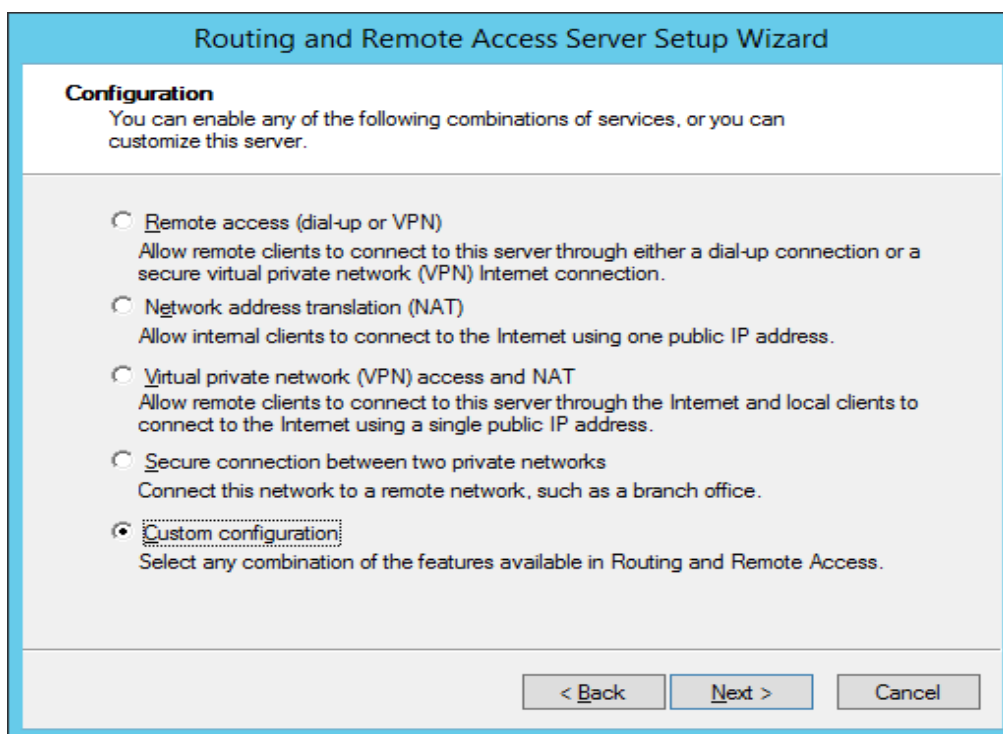 Routing and Remote Access Server Setup Wizard
Configuration
You can enable any of the following combinations of services, or you can
customize this server.
Remote access (dial-up or VPN)
Allow remote clients to connect to this server through either a dial-up connection or a
secure virtual private network (VPN) Internet connection.
Network address translation (NAT)
Allow internal clients to connect to the Internet using one public IP address.
Virtual private network (VPN) access and NAT
Allow remote clients to connect to this server through the Internet and local clients to
connect to the Internet using a single public IP address.
Secure connection between two private networks
Connect this network to a remote network, such as a branch office.
Custom configuration
Select any combination of the features available in Routing and Remote Access.
< Back Next > Cancel